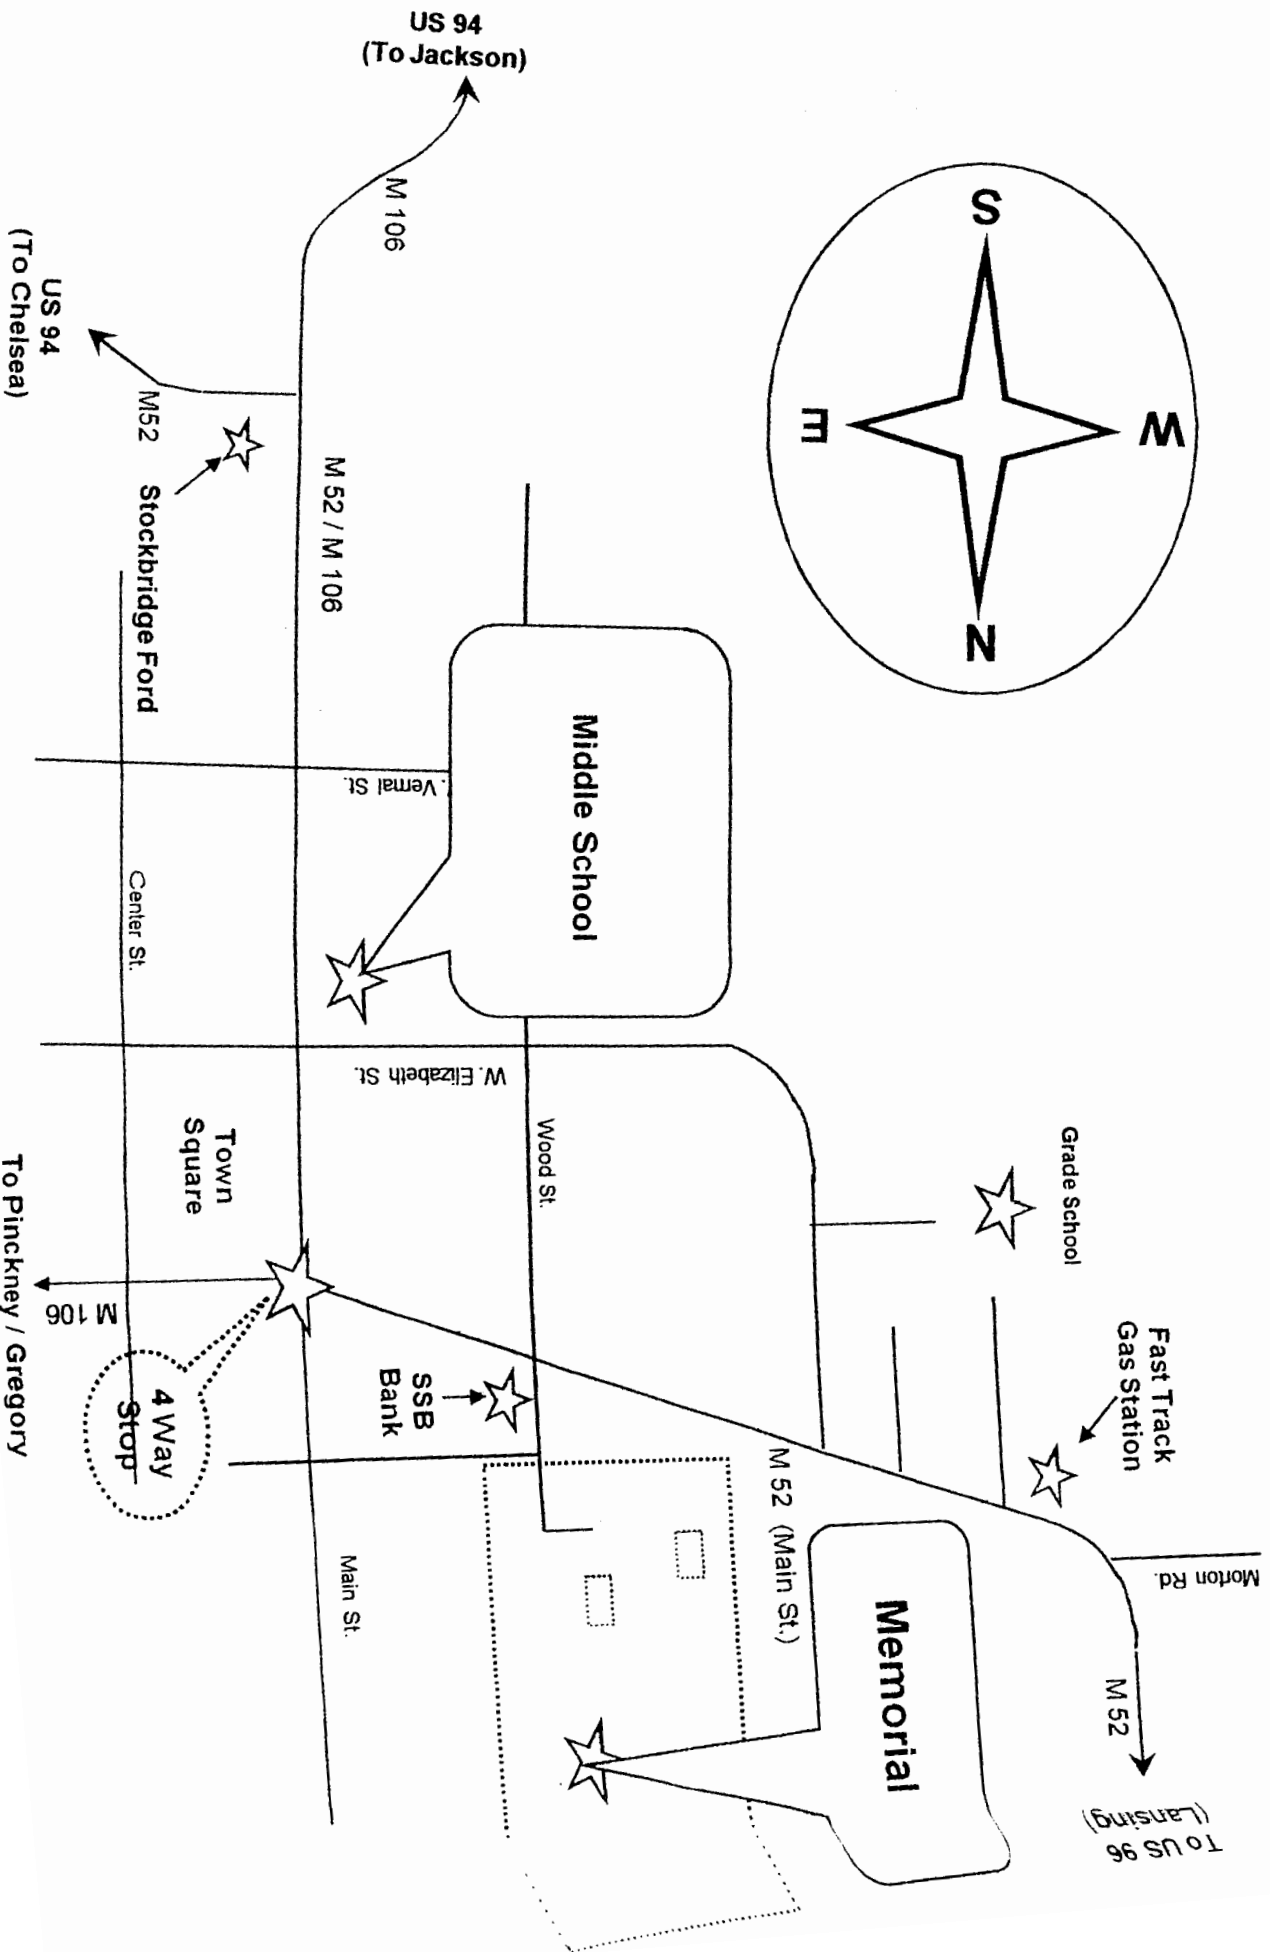 US 94
(To Jackson)
M 106
S
W
E
N
US 94
(To Chelsea)
M52
Stockbridge Ford
M 52 / M 106
Middle School
. Vernal St.
Center St.
W. Elizabeth St.
Wood St.
Town
Square
Grade School
Fast Track
Gas Station
M 106
To Pinckney / Gregory
4 Way
Stop
SSB
Bank
M 52 (Main St.)
Main St.
Morton Rd.
Memorial
M 52
To US 96
(Lansing)